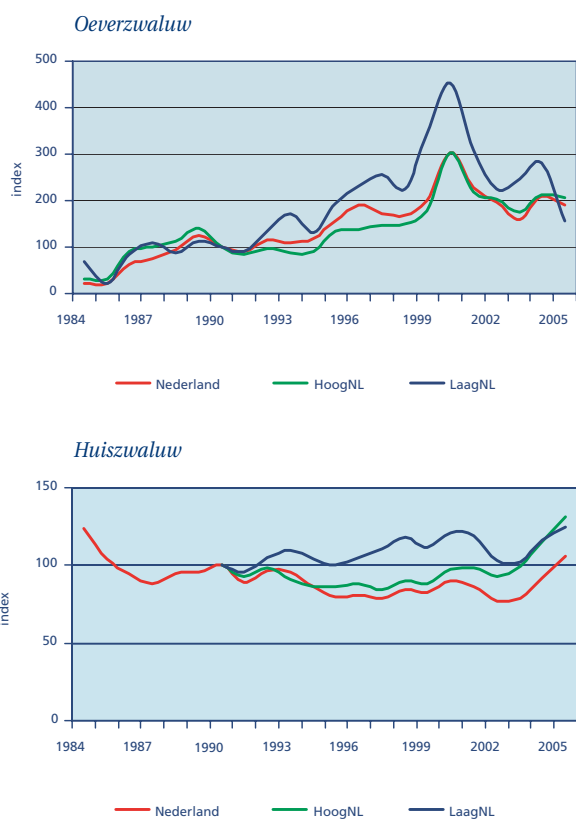 Oeverzwaluw
500
400
300
200
100
0
index
1984 1987 1990 1993 1996 1999 2002 2005
Nederland HoogNL LaagNL
Huiszwaluw
150
100
50
0
index
1984 1987 1990 1993 1996 1999 2002 2005
Nederland HoogNL LaagNL